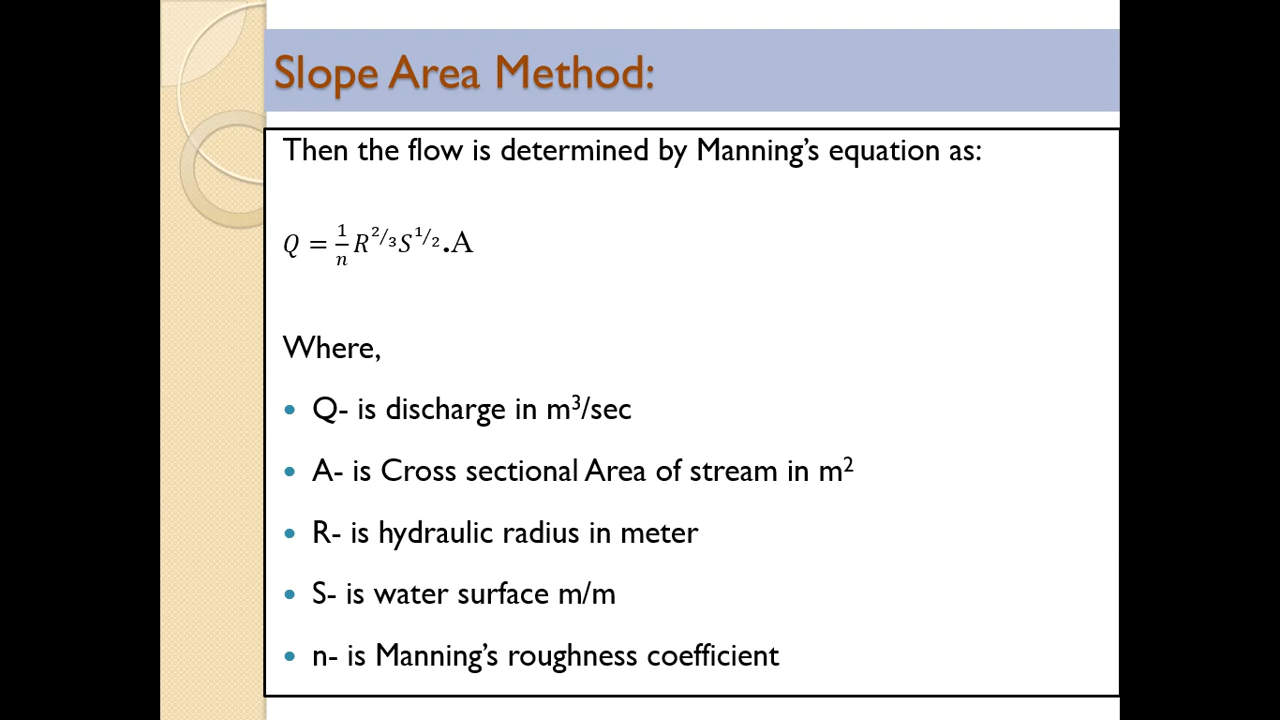 Slope Area Method:
Then the flow is determined by Manning's equation as:
Q = 1/n R^2/3 S^1/2 .A
Where,
• Q- is discharge in m³/sec
• A- is Cross sectional Area of stream in m²
• R- is hydraulic radius in meter
• S- is water surface m/m
• n- is Manning's roughness coefficient